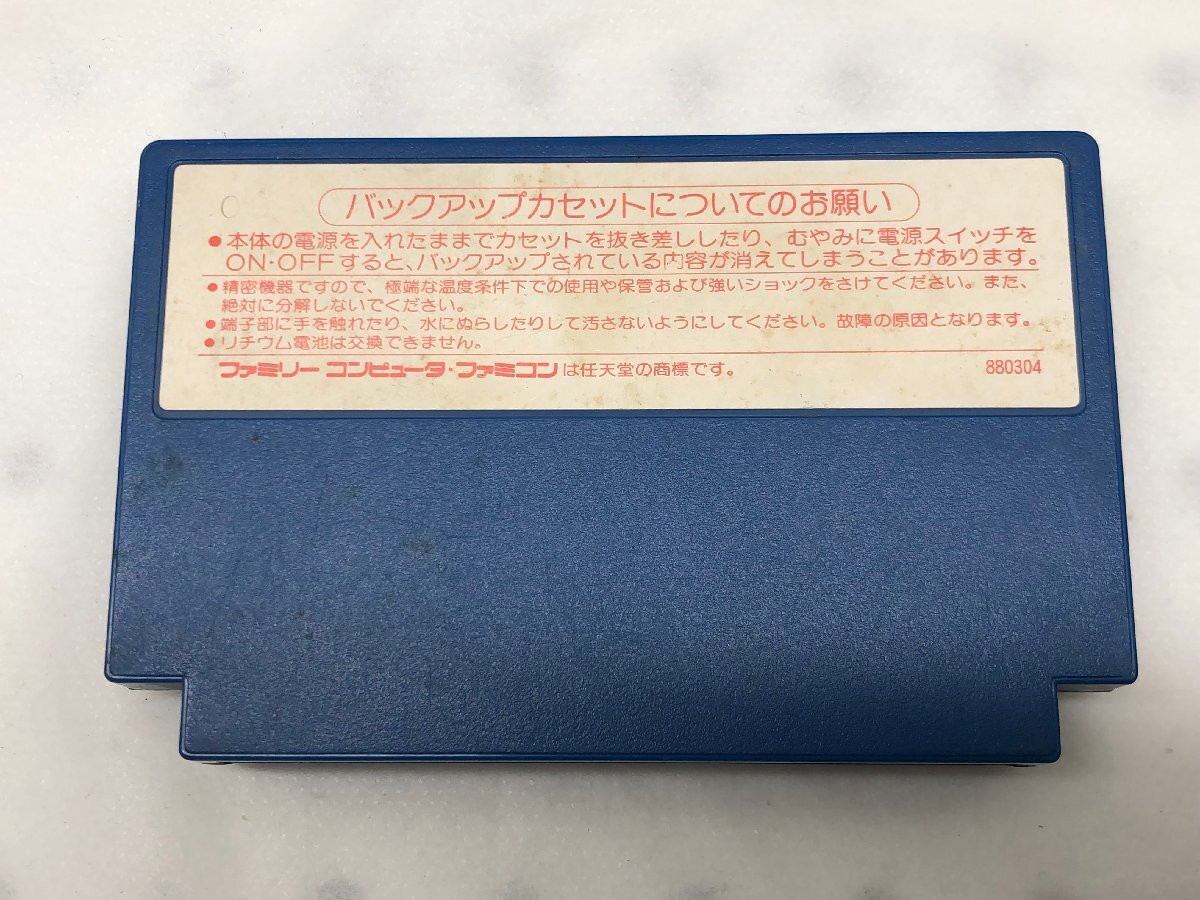 バックアップカセットについてのお願い
●本体の電源を入れたままでカセットを抜き差ししたり、むやみに電源スイッチを
ON・OFFすると、バックアップされている内容が消えてしまうことがあります。
●精密機器ですので、極端な温度条件下での使用や保管および強いショックをさけてください。また、
絶対に分解しないでください。
●端子部に手を触れたり、水にぬらしたりして汚さないようにしてください。故障の原因となります。
●リチウム電池は交換できません。
ファミリー コンピュータ・ファミコンは任天堂の商標です。 880304